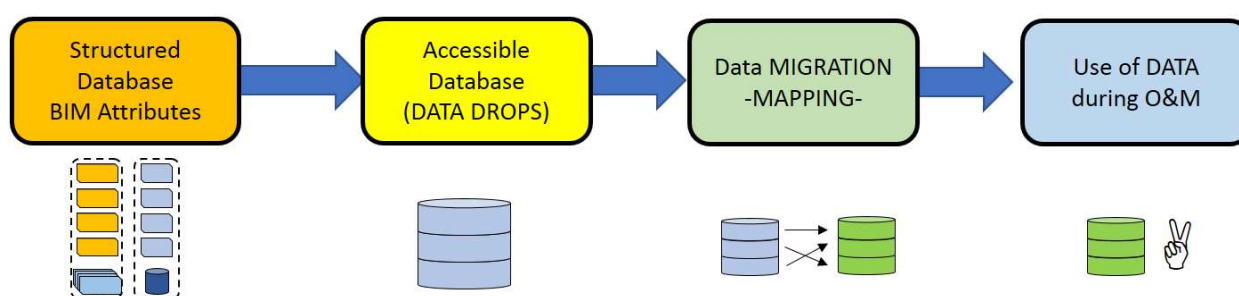 Structured
Database
BIM Attributes
Accessible
Database
(DATA DROPS)
Data MIGRATION
-MAPPING-
Use of DATA
during O&M